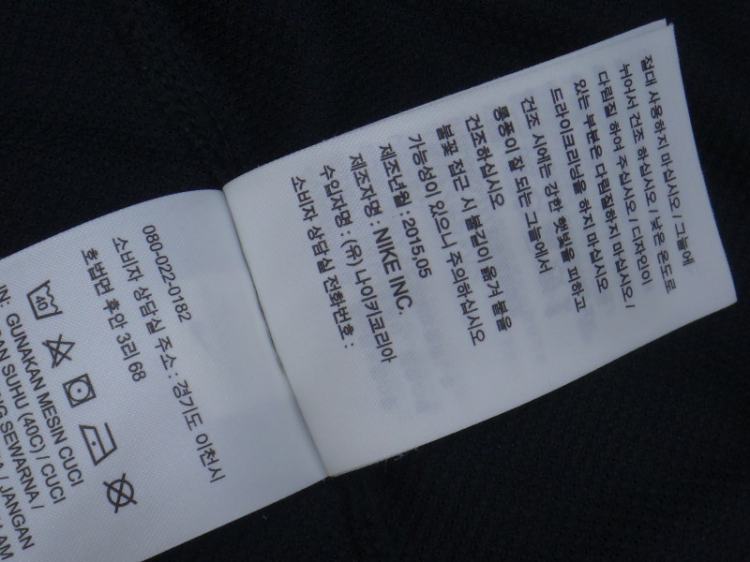 절대 사용하지 마십시오 / 그늘에
뉘어서 건조 하십시오 / 낮은 온도로
다림질 하여 주십시오 / 디자인이
있는 부분은 다림질하지 마십시오 /
드라이크리닝을 하지 마십시오
건조 시에는 강한 햇빛을 피하고
통풍이 잘 되는 그늘에서
건조하십시오
불꽃 접근 시 불길이 옮겨 붙을
가능성이 있으니 주의하십시오
제조년월 : 2015.05
제조자명 : NIKE INC.
수입자명 : (유) 나이키코리아
소비자 상담실 전화번호 :
080-022-0182
소비자 상담실 주소 : 경기도 이천시
호법면 후안 3리 68
40
IN: GUNAKAN MESIN CUCI
SUHU (40C) / CUCI
SEWARNA /
/ JANGAN